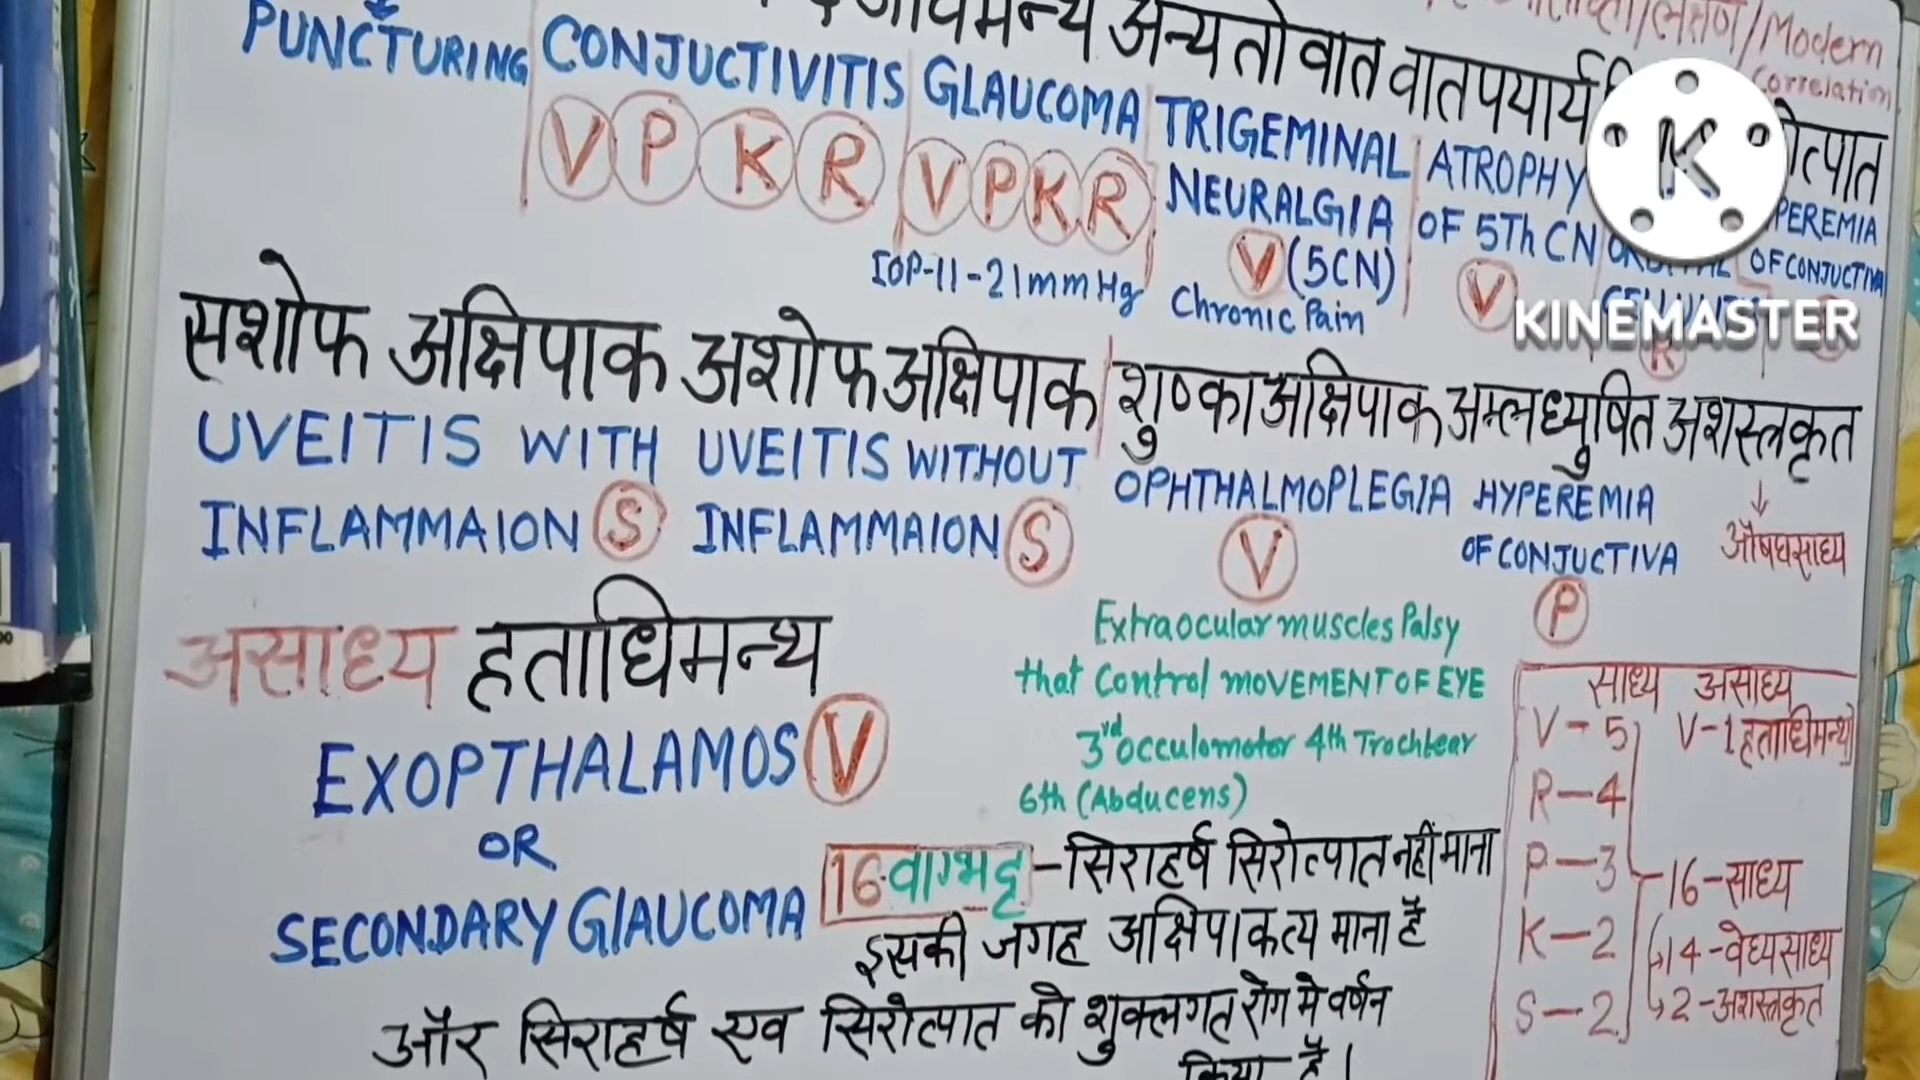 अन्यतोवात वातपर्याय
लक्षण/Modern
Correlation
PUNCTURING CONJUCTIVITIS GLAUCOMA TRIGEMINAL ATROPHY
V P K R V P K R NEURALGIA OF 5Th CN PEREMIA
OF CONJUCTIVA
IOP-11-21mmHg V (5CN) V
Chronic Pain
K
KINEMASTER
सशोफ अक्षिपाक अशोफ अक्षिपाक शुष्का अक्षिपाक अम्लध्युषित अशस्त्रकृत
UVEITIS WITH UVEITIS WITHOUT OPHTHALMOPLEGIA HYPEREMIA
INFLAMMAION S INFLAMMAION S V OF CONJUCTIVA औषधसाध्य
P
असाध्य हताधिमन्थ
EXOPTHALAMOS V
OR
SECONDARY GLAUCOMA
Extraocular muscles Palsy
that Control MOVEMENT OF EYE
3rd occulomotor 4th Trochlear
6th (Abducens)
साध्य असाध्य
V-5 V-1 हताधिमन्थ
R-4
P-3 16-साध्य
K-2 14-वेध्यसाध्य
S-2 2-अशस्त्रकृत
16 वाग्भट्ट - सिराहर्ष सिरोत्पात नहीं माना
इसकी जगह अक्षिपाकत्य माना है
और सिराहर्ष एव सिरोत्पात को शुक्लगत रोग मे वर्णन
किया है।